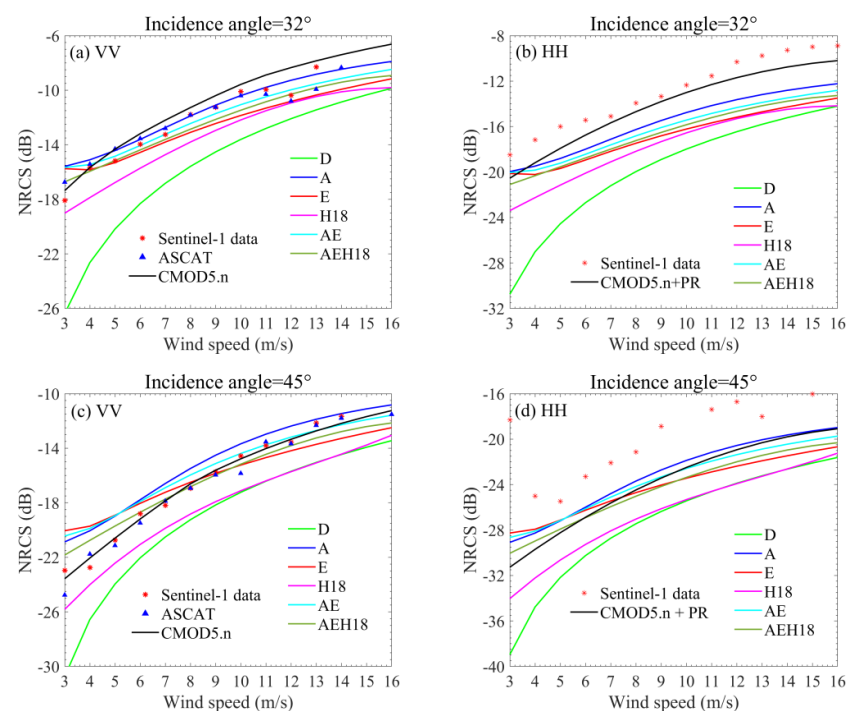 Incidence angle=32°
(a) VV
NRCS (dB)
-6
-10
-14
-18
-22
-26
D
A
E
H18
AE
AEH18
Sentinel-1 data
ASCAT
CMOD5.n
3 4 5 6 7 8 9 10 11 12 13 14 15 16
Wind speed (m/s)
Incidence angle=32°
(b) HH
NRCS (dB)
-8
-12
-16
-20
-24
-28
-32
D
A
E
H18
AE
AEH18
Sentinel-1 data
CMOD5.n+PR
3 4 5 6 7 8 9 10 11 12 13 14 15 16
Wind speed (m/s)
Incidence angle=45°
(c) VV
NRCS (dB)
-10
-14
-18
-22
-26
-30
D
A
E
H18
AE
AEH18
Sentinel-1 data
ASCAT
CMOD5.n
3 4 5 6 7 8 9 10 11 12 13 14 15 16
Wind speed (m/s)
Incidence angle=45°
(d) HH
NRCS (dB)
-16
-20
-24
-28
-32
-36
-40
D
A
E
H18
AE
AEH18
Sentinel-1 data
CMOD5.n + PR
3 4 5 6 7 8 9 10 11 12 13 14 15 16
Wind speed (m/s)